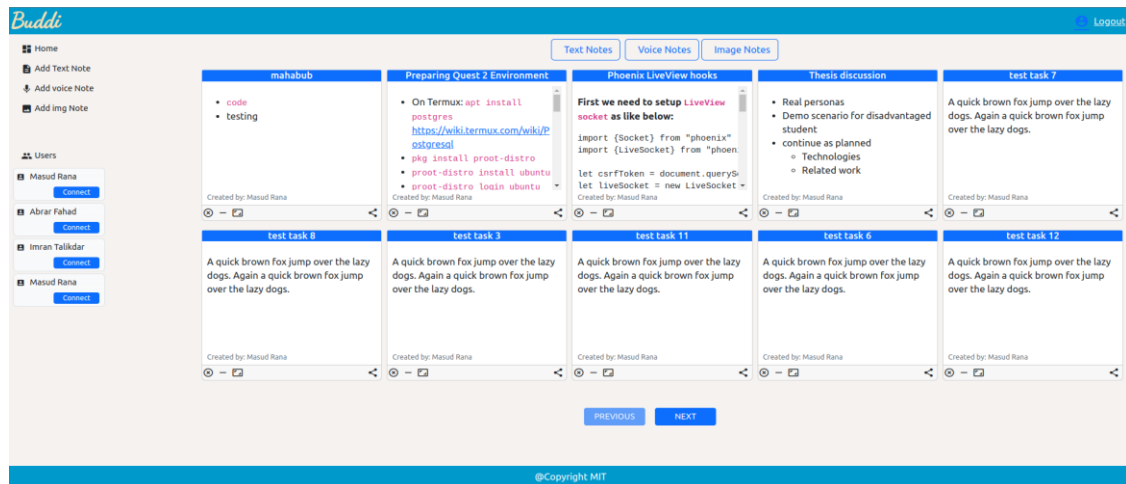 Buddi
Logout
Home
Add Text Note
Add voice Note
Add img Note
Users
Masud Rana
Connect
Abrar Fahad
Connect
Imran Talikdar
Connect
Masud Rana
Connect
Text Notes Voice Notes Image Notes
mahabub
• code
• testing
Created by: Masud Rana
Preparing Quest 2 Environment
• On Termux: apt install
postgres
https://wiki.termux.com/wiki/P
ostgresql
• pkg install proot-distro
• proot-distro install ubuntu
• proot-distro login ubuntu
Created by: Masud Rana
Phoenix LiveView hooks
First we need to setup LiveView
socket as like below:
import {Socket} from "phoenix"
import {LiveSocket} from "phoen
let csrfToken = document.queryS
let liveSocket = new LiveSocket
Created by: Masud Rana
Thesis discussion
• Real personas
• Demo scenario for disadvantaged
student
• continue as planned
◦ Technologies
◦ Related work
Created by: Masud Rana
test task 7
A quick brown fox jump over the lazy
dogs. Again a quick brown fox jump
over the lazy dogs.
Created by: Masud Rana
test task 8
A quick brown fox jump over the lazy
dogs. Again a quick brown fox jump
over the lazy dogs.
Created by: Masud Rana
test task 3
A quick brown fox jump over the lazy
dogs. Again a quick brown fox jump
over the lazy dogs.
Created by: Masud Rana
test task 11
A quick brown fox jump over the lazy
dogs. Again a quick brown fox jump
over the lazy dogs.
Created by: Masud Rana
test task 6
A quick brown fox jump over the lazy
dogs. Again a quick brown fox jump
over the lazy dogs.
Created by: Masud Rana
test task 12
A quick brown fox jump over the lazy
dogs. Again a quick brown fox jump
over the lazy dogs.
Created by: Masud Rana
PREVIOUS NEXT
@Copyright MIT